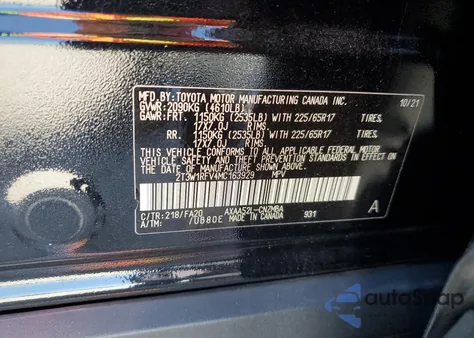 MFD.BY: TOYOTA MOTOR MANUFACTURING CANADA INC. 10/21
GVWR: 2090KG (4610LB)
GAWR: FRT. 1150KG (2535LB) WITH 225/65R17 TIRES,
17X7.0J RIMS.
RR. 1150KG (2535LB) WITH 225/65R17 TIRES,
17X7.0J RIMS.
THIS VEHICLE CONFORMS TO ALL APPLICABLE FEDERAL MOTOR
VEHICLE SAFETY AND THEFT PREVENTION STANDARDS IN EFFECT
ON THE DATE OF MANUFACTURE SHOWN ABOVE.
2T3W1RFV4MC163929 MPV
C/TR: 218/FA20 AXAA52L-CNZMBA
A/TM: /UB80E MADE IN CANADA 931 A
autoSnap